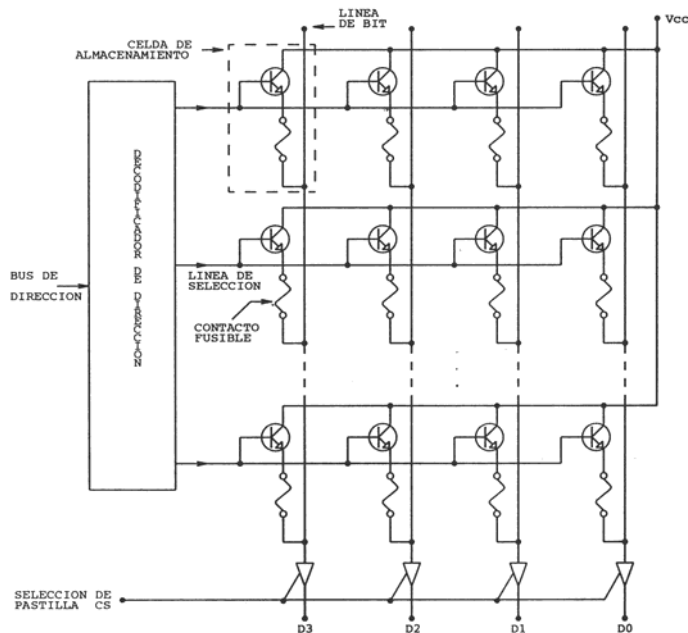 LINEA
DE BIT
Vcc
CELDA DE
ALMACENAMIENTO
DECODIFICADOR DE DIRECCION
BUS DE
DIRECCION
LINEA DE
SELECCION
CONTACTO
FUSIBLE
SELECCION DE
PASTILLA CS
D3
D2
D1
D0